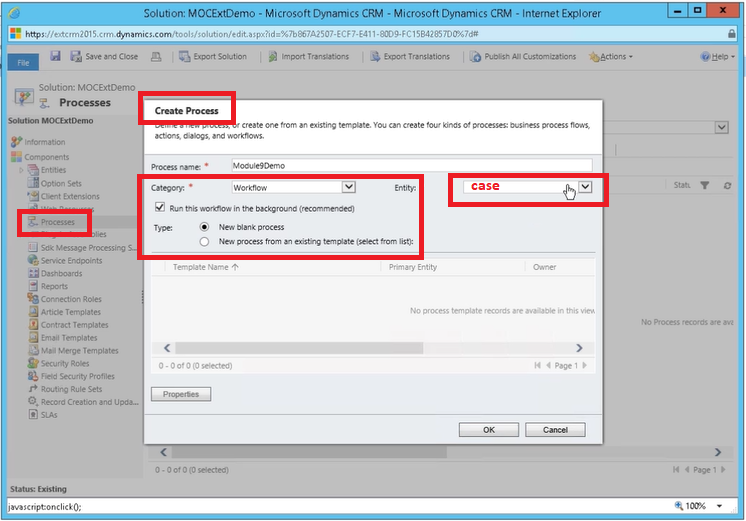 Solution: MOCExtDemo - Microsoft Dynamics CRM - Microsoft Dynamics CRM - Internet Explorer
https://extcrm2015.crm.dynamics.com/tools/solution/edit.aspx?id=%7b867A2507-ECF7-E411-80D9-FC15B42857D0%7d#
File Save and Close Export Solution Import Translations Export Translations Publish All Customizations Actions Help
Solution: MOCExtDemo
Processes
Solution MOCExtDemo
Information
Components
Entities
Option Sets
Client Extensions
Web Resources
Processes
Sdk Message Processing S...
Service Endpoints
Dashboards
Reports
Connection Roles
Article Templates
Contract Templates
Email Templates
Mail Merge Templates
Security Roles
Field Security Profiles
Routing Rule Sets
Record Creation and Upda...
SLAs
Create Process
Define a new process, or create one from an existing template. You can create four kinds of processes: business process flows,
actions, dialogs, and workflows.
Process name: * Module9Demo
Category: * Workflow Entity: case
Run this workflow in the background (recommended)
Type: New blank process
New process from an existing template (select from list):
Template Name Primary Entity Owner
No process template records are available in this view
0 - 0 of 0 (0 selected) Page 1
Properties
OK Cancel
Statu
No Process records are ava
0 - 0 of 0 (0 selected) Page 1
Status: Existing
javascript:onclick();
100%